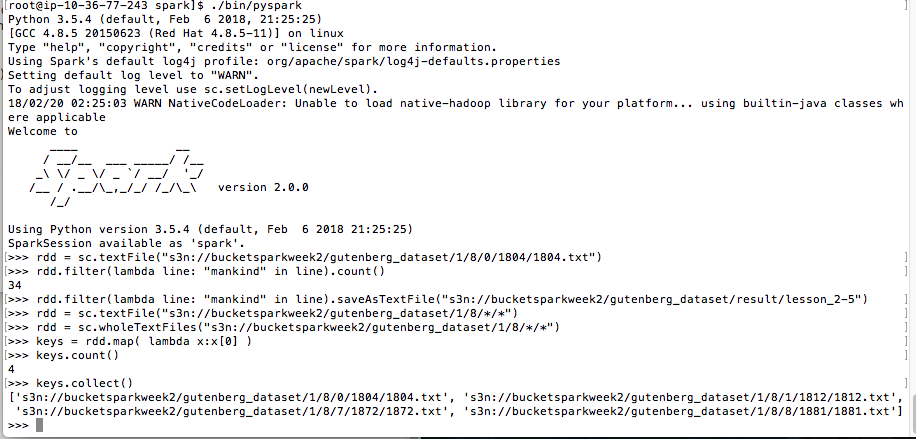 [root@ip-10-36-77-243 spark]$ ./bin/pyspark
Python 3.5.4 (default, Feb  6 2018, 21:25:25)
[GCC 4.8.5 20150623 (Red Hat 4.8.5-11)] on linux
Type "help", "copyright", "credits" or "license" for more information.
Using Spark's default log4j profile: org/apache/spark/log4j-defaults.properties
Setting default log level to "WARN".
To adjust logging level use sc.setLogLevel(newLevel).
18/02/20 02:25:03 WARN NativeCodeLoader: Unable to load native-hadoop library for your platform... using builtin-java classes wh
ere applicable
Welcome to
      ____              __
     / __/__  ___ _____/ /__
    _\ \/ _ \/ _ `/ __/  '_/
   /__ / .__/\_,_/_/ /_/\_\   version 2.0.0
      /_/
Using Python version 3.5.4 (default, Feb  6 2018 21:25:25)
SparkSession available as 'spark'.
[>>> rdd = sc.textFile("s3n://bucketsparkweek2/gutenberg_dataset/1/8/0/1804/1804.txt") ]
[>>> rdd.filter(lambda line: "mankind" in line).count() ]
34
[>>> rdd.filter(lambda line: "mankind" in line).saveAsTextFile("s3n://bucketsparkweek2/gutenberg_dataset/result/lesson_2-5") ]
[>>> rdd = sc.textFile("s3n://bucketsparkweek2/gutenberg_dataset/1/8/*/*") ]
[>>> rdd = sc.wholeTextFiles("s3n://bucketsparkweek2/gutenberg_dataset/1/8/*/*") ]
[>>> keys = rdd.map( lambda x:x[0] ) ]
[>>> keys.count() ]
4
[>>> keys.collect() ]
['s3n://bucketsparkweek2/gutenberg_dataset/1/8/0/1804/1804.txt', 's3n://bucketsparkweek2/gutenberg_dataset/1/8/1/1812/1812.txt',
 's3n://bucketsparkweek2/gutenberg_dataset/1/8/7/1872/1872.txt', 's3n://bucketsparkweek2/gutenberg_dataset/1/8/8/1881/1881.txt']
>>>